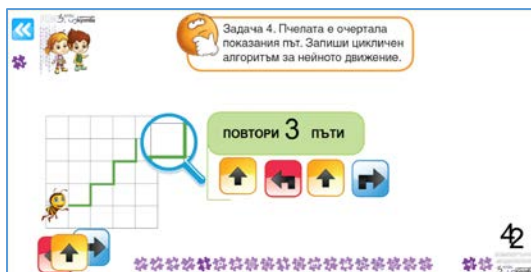 Задача 4. Пчелата е очертала
показания път. Запиши цикличен
алгоритъм за нейното движение.
ПОВТОРИ 3 ПЪТИ
42